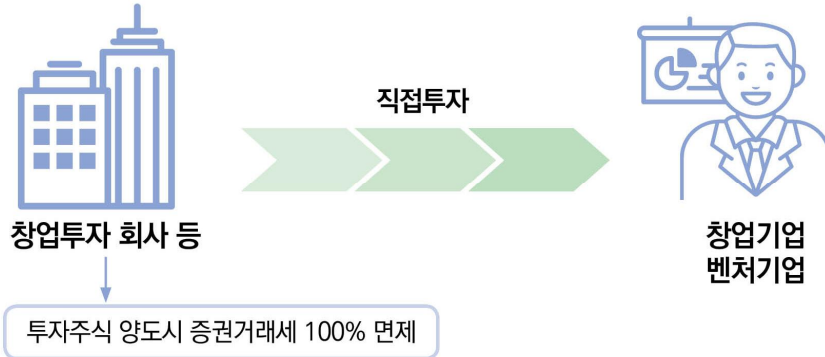 직접투자
창업투자 회사 등
창업기업
벤처기업
투자주식 양도시 증권거래세 100% 면제